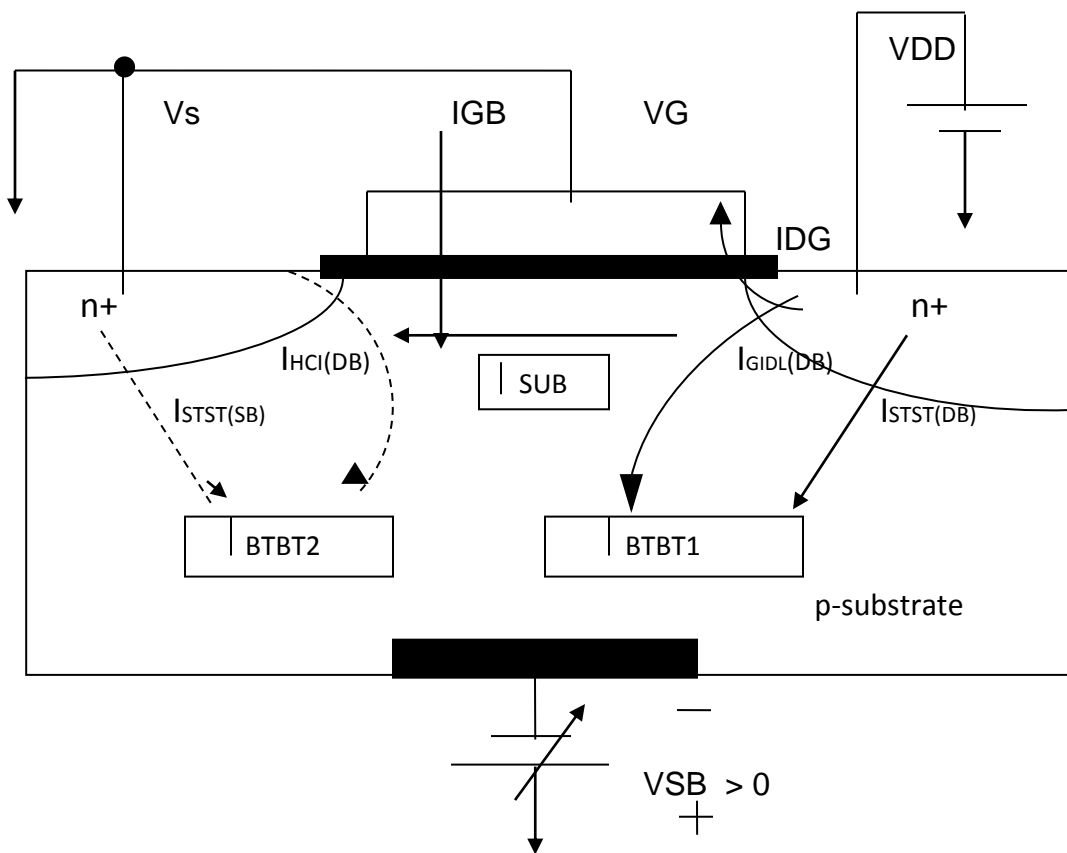 VDD
Vs
IGB
VG
IDG
n+
n+
IHCI(DB)
IGIDL(DB)
I SUB
ISTST(SB)
ISTST(DB)
I BTBT2
I BTBT1
p-substrate
—
VSB > 0
+